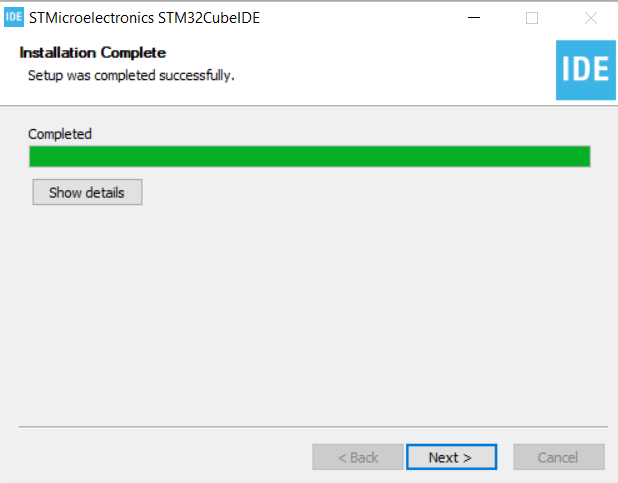 IDE STMicroelectronics STM32CubeIDE
Installation Complete
Setup was completed successfully.
IDE
Completed
Show details
< Back Next > Cancel